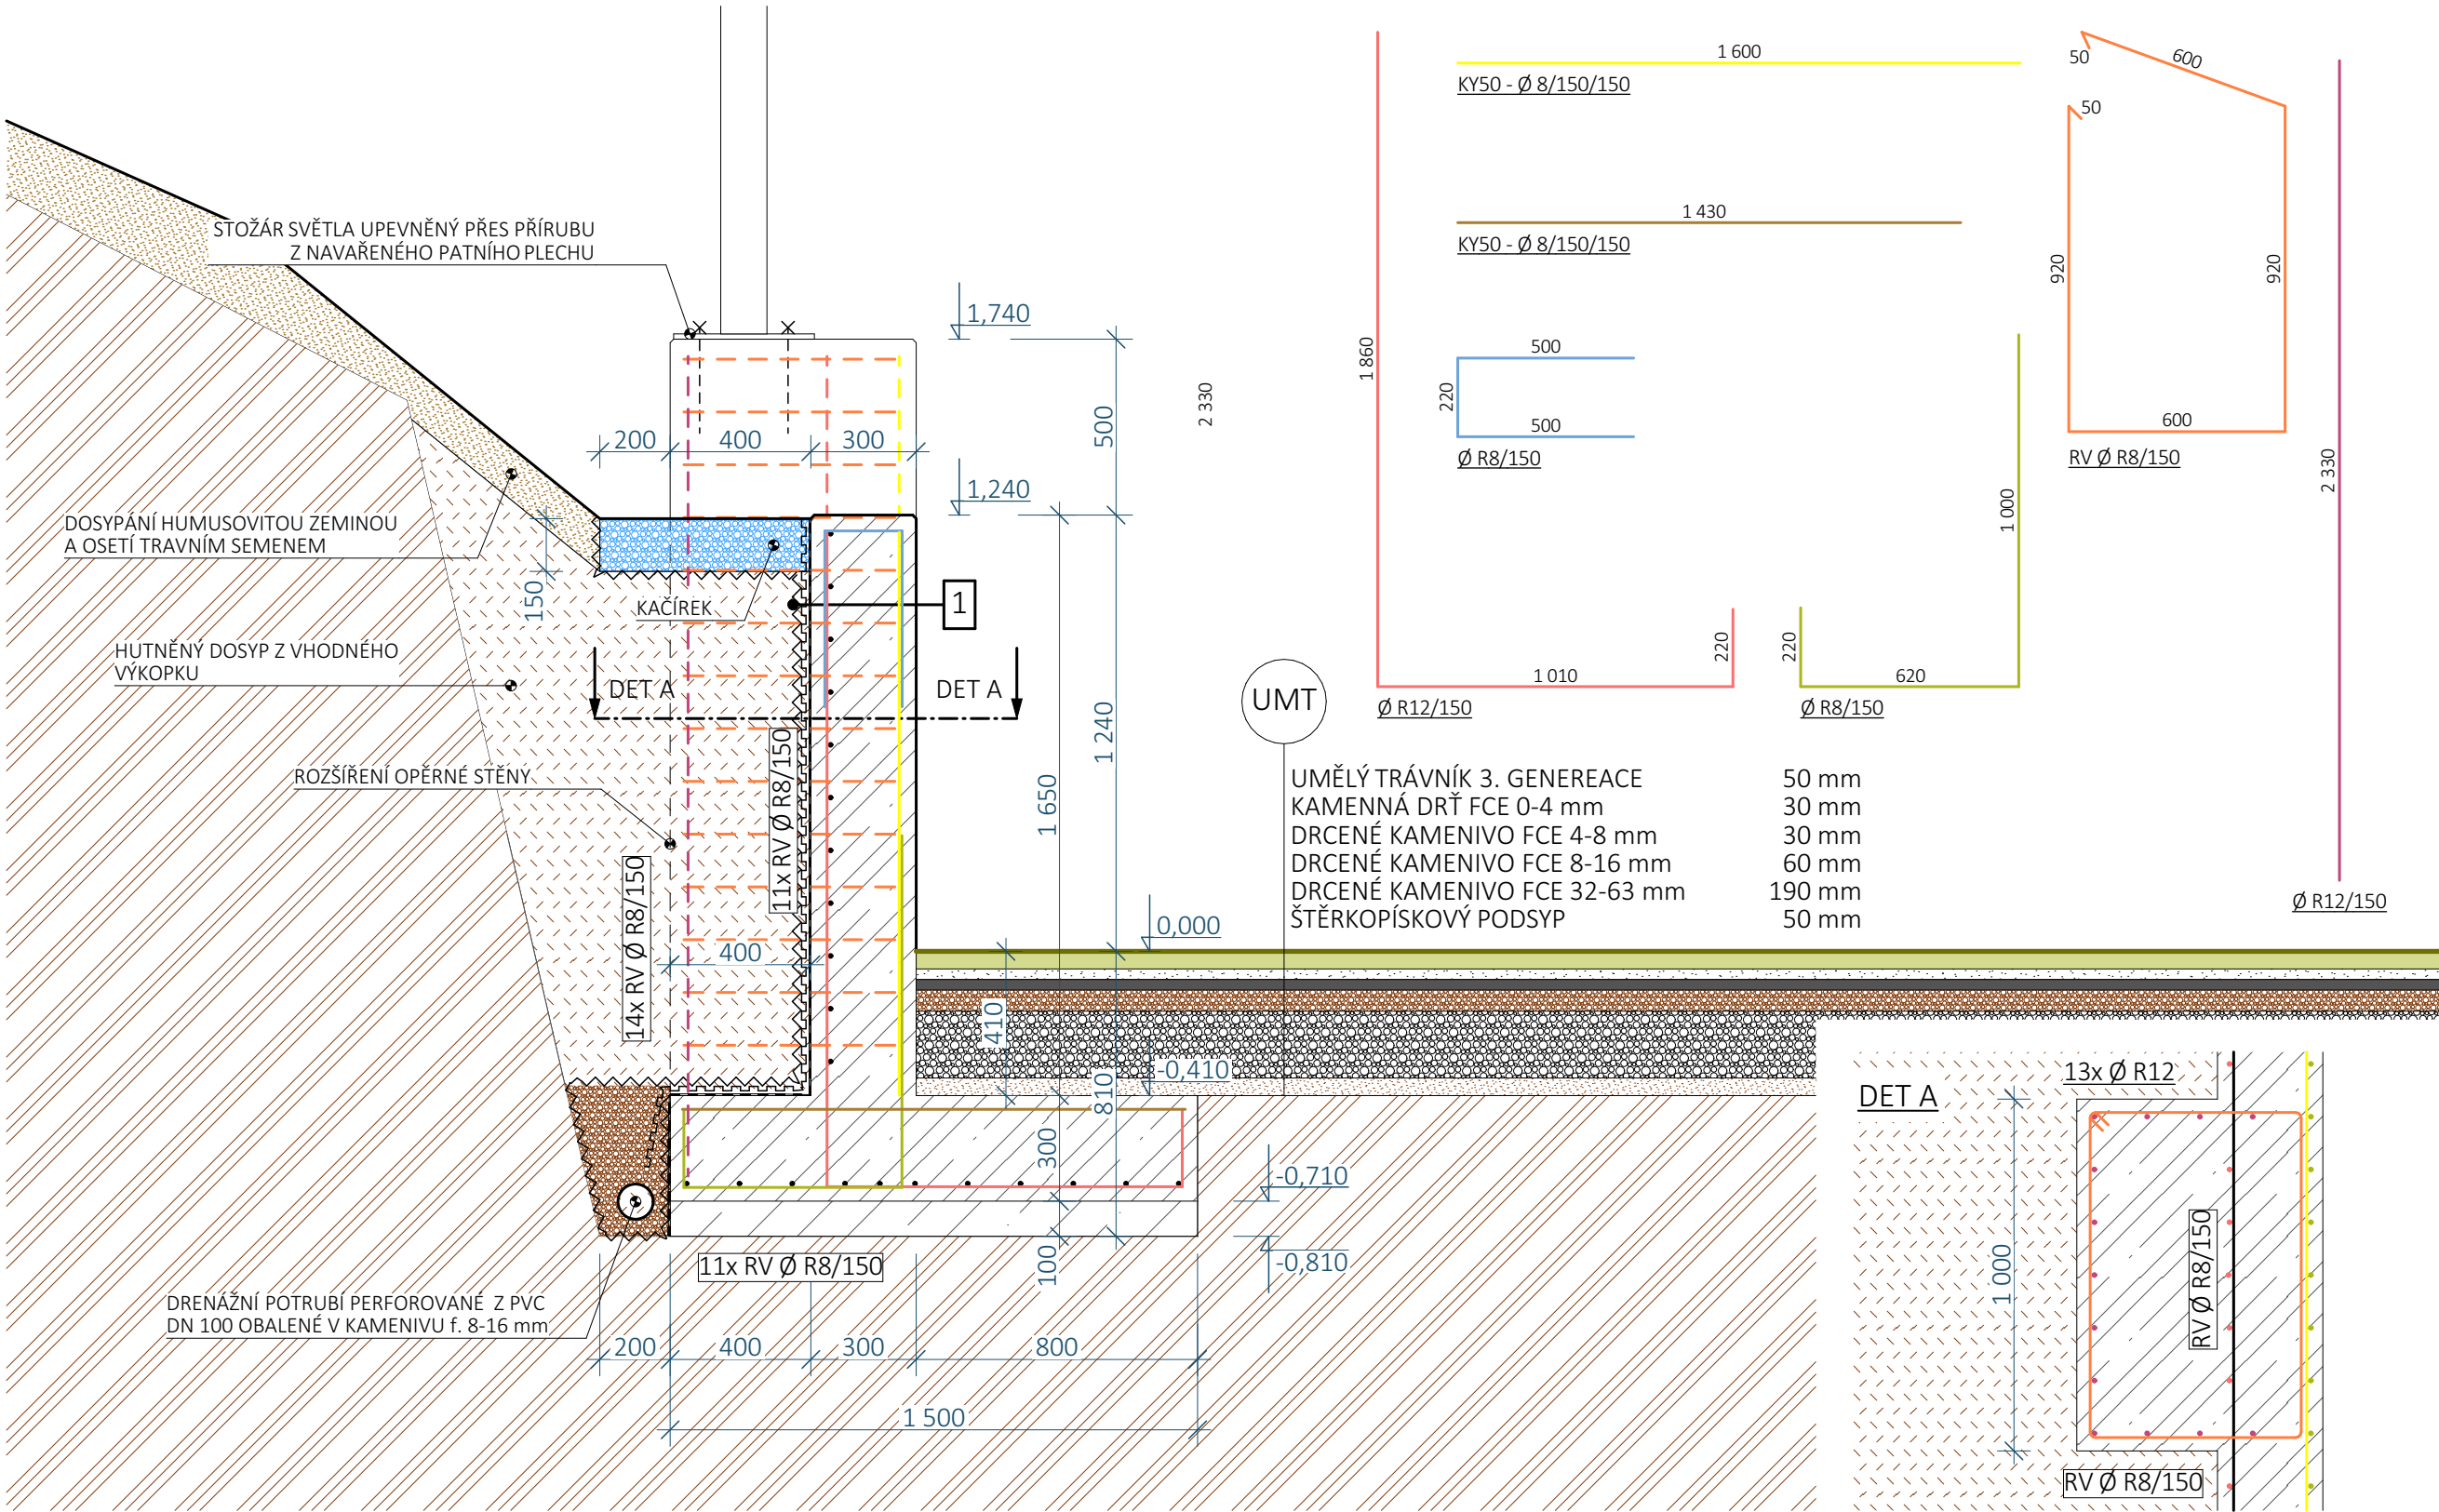 STOŽÁR SVĚTLA UPEVNĚNÝ PŘES PŘÍRUBU
Z NAVAŘENÉHO PATNÍHO PLECHU
DOSYPÁNÍ HUMUSOVITOU ZEMINOU
A OSETÍ TRAVNÍM SEMENEM
150
KAČÍREK
HUTNĚNÝ DOSYP Z VHODNÉHO
VÝKOPKU
ROZŠÍŘENÍ OPĚRNÉ STĚNY
14x RV Ø R8/150
11x RV Ø R8/150
DET A
DET A
1
200
400
300
1,740
1,240
500
1 240
1 650
2 330
400
410
810
300
100
0,000
-0,410
-0,710
-0,810
11x RV Ø R8/150
DRENÁŽNÍ POTRUBÍ PERFOROVANÉ Z PVC
DN 100 OBALENÉ V KAMENIVU f. 8-16 mm
200
400
300
800
1 500
1 600
KY50 - Ø 8/150/150
1 430
KY50 - Ø 8/150/150
1 860
1 010
220
Ø R12/150
500
220
500
Ø R8/150
220
620
1 000
Ø R8/150
50
600
50
920
920
600
RV Ø R8/150
2 330
Ø R12/150
UMT
UMĚLÝ TRÁVNÍK 3. GENEREACE 50 mm
KAMENNÁ DRŤ FCE 0-4 mm 30 mm
DRCENÉ KAMENIVO FCE 4-8 mm 30 mm
DRCENÉ KAMENIVO FCE 8-16 mm 60 mm
DRCENÉ KAMENIVO FCE 32-63 mm 190 mm
ŠTĚRKOPÍSKOVÝ PODSYP 50 mm
DET A
13x Ø R12
1 000
RV Ø R8/150
RV Ø R8/150